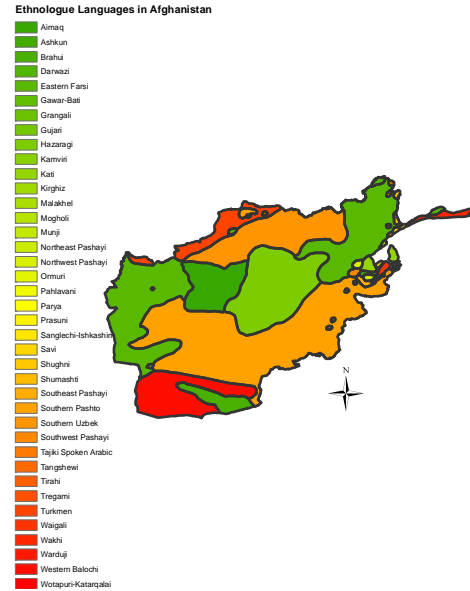 Ethnologue Languages in Afghanistan
Aimaq
Ashkun
Brahui
Darwazi
Eastern Farsi
Gawar-Bati
Grangali
Gujari
Hazaragi
Kamviri
Kati
Kirghiz
Malakhel
Mogholi
Munji
Northeast Pashayi
Northwest Pashayi
Ormuri
Pahlavani
Parya
Prasuni
Sanglechi-Ishkashin
Savi
Shughni
Shumashti
Southeast Pashayi
Southern Pashto
Southern Uzbek
Southwest Pashayi
Tajiki Spoken Arabic
Tangshewi
Tirahi
Tregami
Turkmen
Waigali
Wakhi
Warduji
Western Balochi
Wotapuri-Katarqalai
N